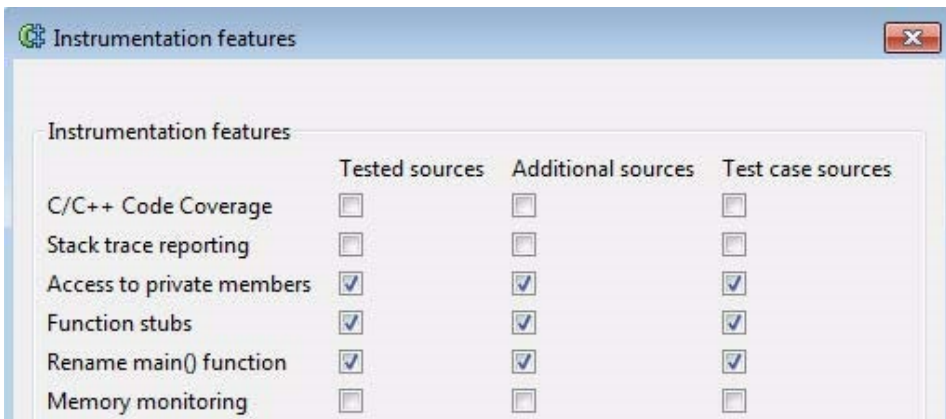 Instrumentation features
Instrumentation features
Tested sources Additional sources Test case sources
C/C++ Code Coverage
Stack trace reporting
Access to private members
Function stubs
Rename main() function
Memory monitoring